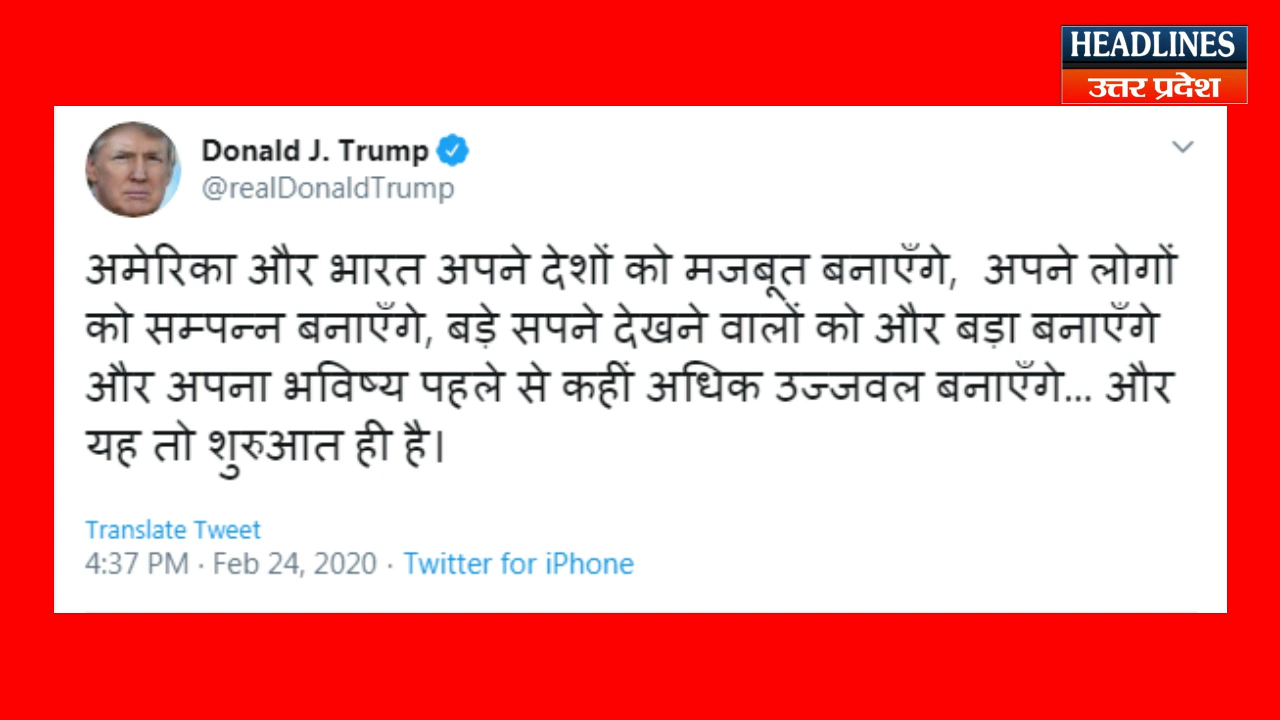 HEADLINES
उत्तर प्रदेश
Donald J. Trump
@realDonaldTrump
अमेरिका और भारत अपने देशों को मजबूत बनाएँगे,  अपने लोगों
को सम्पन्न बनाएँगे, बड़े सपने देखने वालों को और बड़ा बनाएँगे
और अपना भविष्य पहले से कहीं अधिक उज्जवल बनाएँगे... और
यह तो शुरुआत ही है।
Translate Tweet
4:37 PM · Feb 24, 2020 · Twitter for iPhone